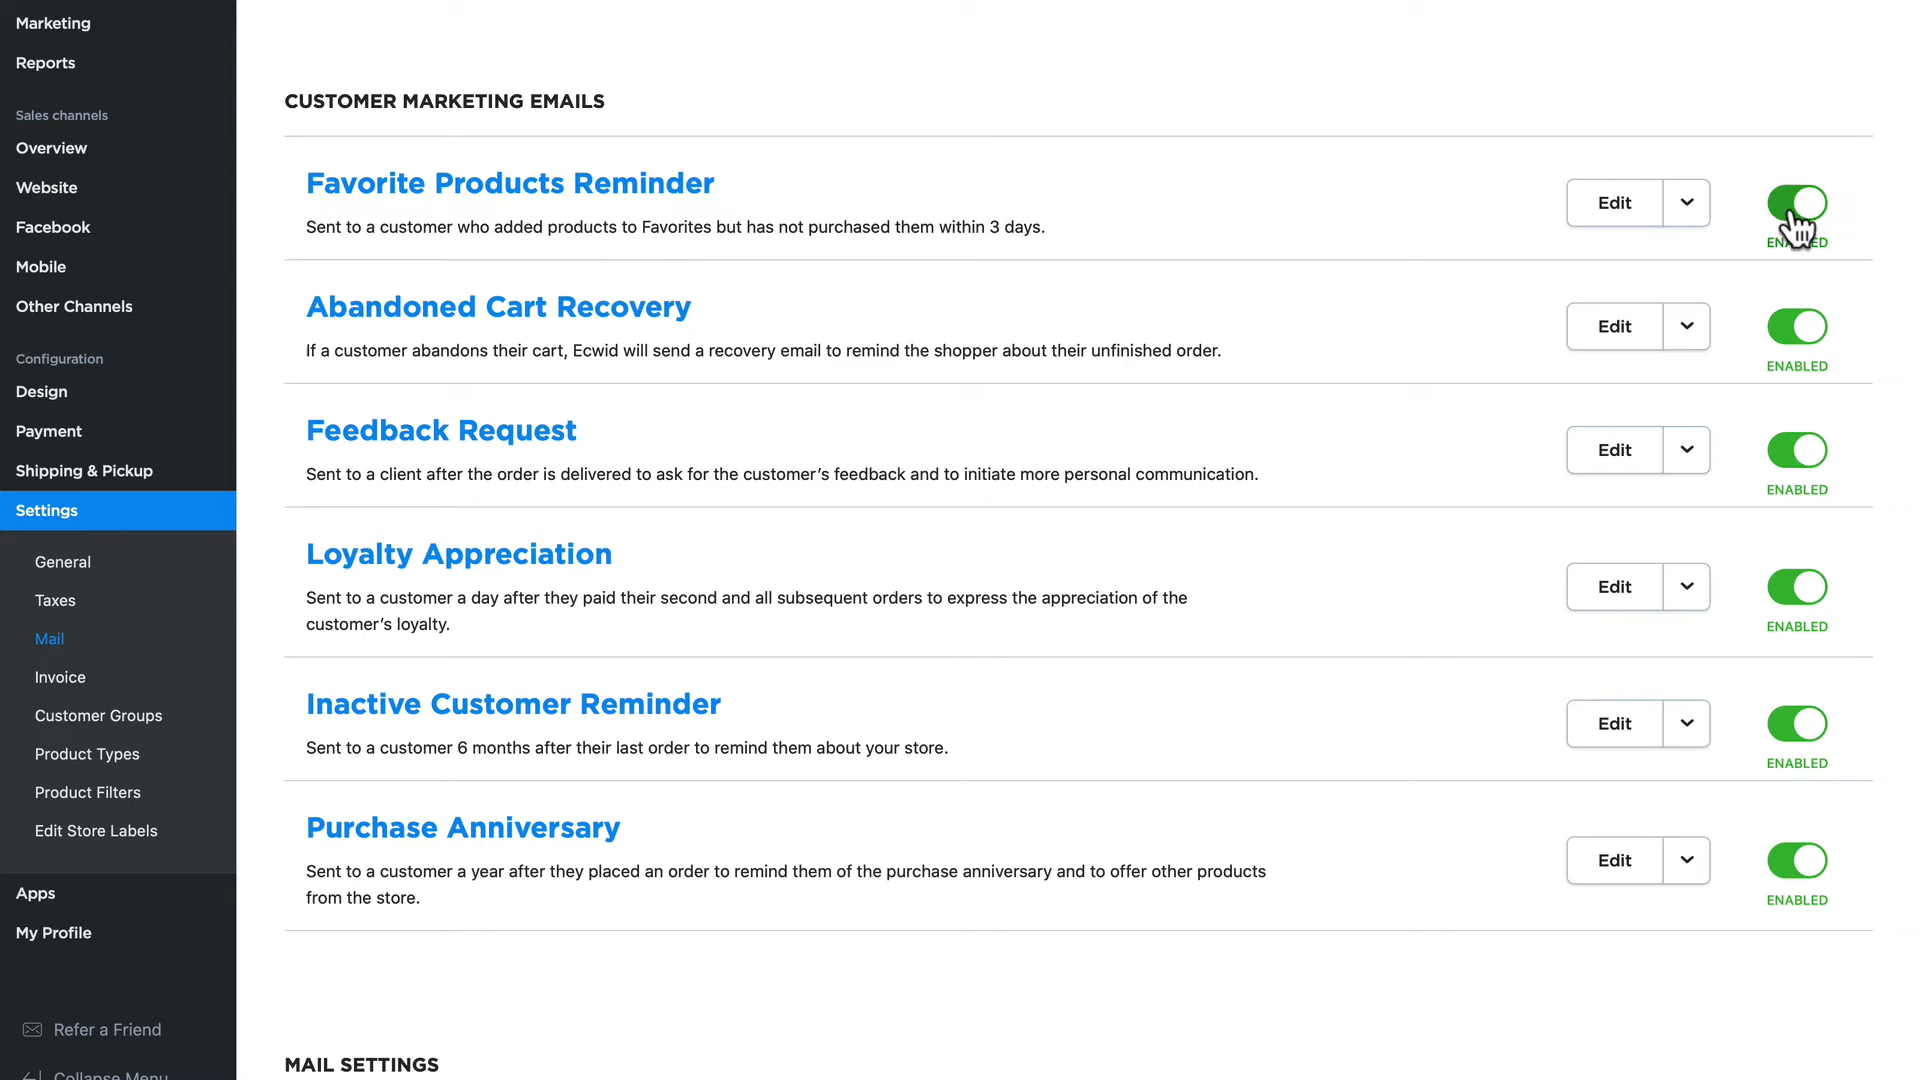 Marketing
Reports
Sales channels
Overview
Website
Facebook
Mobile
Other Channels
Configuration
Design
Payment
Shipping & Pickup
Settings
General
Taxes
Mail
Invoice
Customer Groups
Product Types
Product Filters
Edit Store Labels
Apps
My Profile
Refer a Friend
Collapse Menu
CUSTOMER MARKETING EMAILS
Favorite Products Reminder
Sent to a customer who added products to Favorites but has not purchased them within 3 days.
Edit
ENABLED
Abandoned Cart Recovery
If a customer abandons their cart, Ecwid will send a recovery email to remind the shopper about their unfinished order.
Edit
ENABLED
Feedback Request
Sent to a client after the order is delivered to ask for the customer’s feedback and to initiate more personal communication.
Edit
ENABLED
Loyalty Appreciation
Sent to a customer a day after they paid their second and all subsequent orders to express the appreciation of the
customer’s loyalty.
Edit
ENABLED
Inactive Customer Reminder
Sent to a customer 6 months after their last order to remind them about your store.
Edit
ENABLED
Purchase Anniversary
Sent to a customer a year after they placed an order to remind them of the purchase anniversary and to offer other products
from the store.
Edit
ENABLED
MAIL SETTINGS